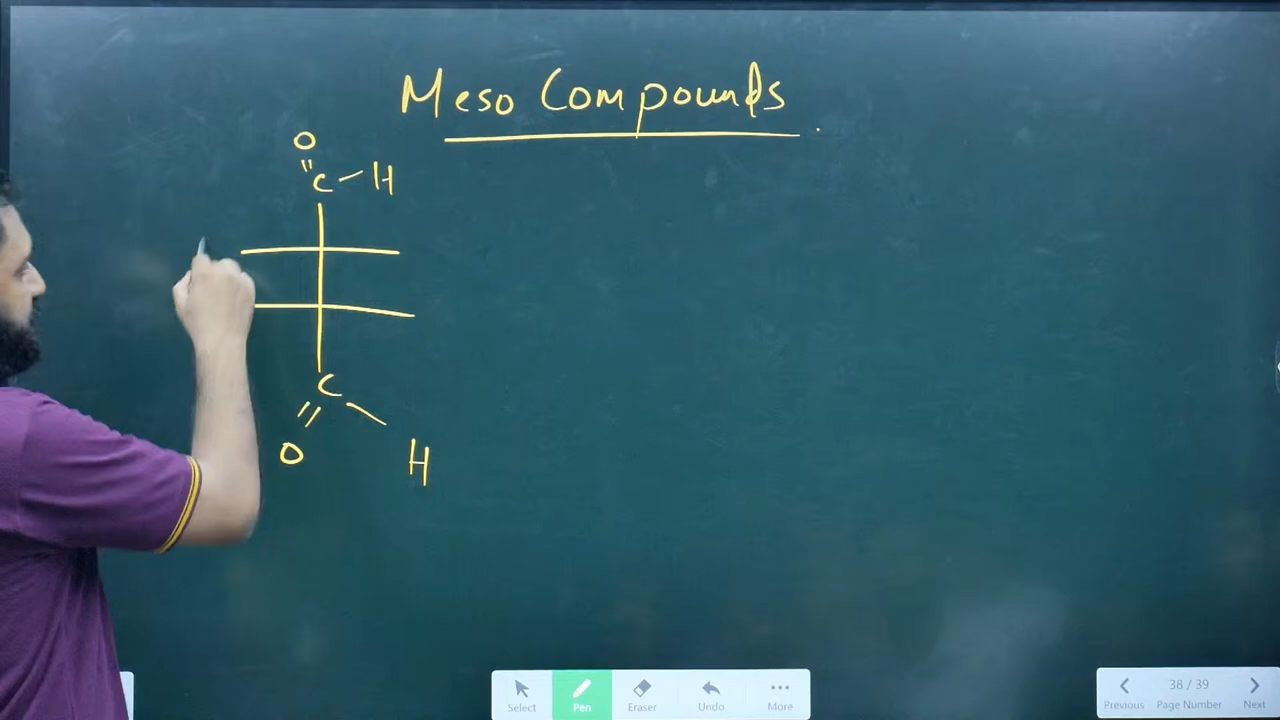 Meso Compounds
O
" C - H
C
// 
O H
Select Pen Eraser Undo More
Previous 38 / 39 Page Number Next